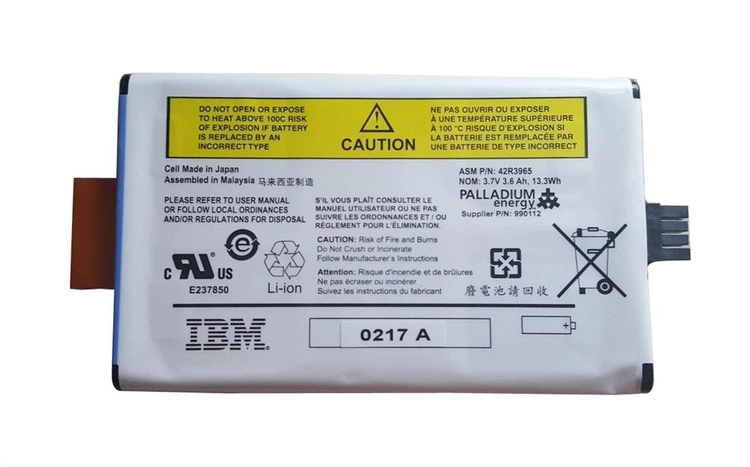 DO NOT OPEN OR EXPOSE
TO HEAT ABOVE 100C RISK
OF EXPLOSION IF BATTERY
IS REPLACED BY AN
INCORRECT TYPE
CAUTION
NE PAS OUVRIR OU EXPOSER
À UNE TEMPÉRATURE SUPÉRIEURE
À 100 °C RISQUE D'EXPLOSION SI
LA BATTERIE EST REMPLACÉE PAR
UNE BATTERIE DE TYPE INCORRECT
Cell Made in Japan
Assembled in Malaysia 马来西亚制造
PLEASE REFER TO USER MANUAL
OR FOLLOW LOCAL ORDINANCES
AND/OR REGULATIONS FOR DISPOSAL
S'IL VOUS PLAÎT CONSULTER LE
MANUEL UTILISATEUR OU NE PAS
SUIVRE LES ORDONNANCES ET / OU
RÈGLEMENT POUR L'ÉLIMINATION.
CAUTION: Risk of Fire and Burns
Do Not Crush or Incinerate
Follow Manufacturer's Instructions
Attention: Risque d'incendie et de brûlures
Ne pas écraser ou incinérer
Suivez les instructions du fabricant
ASM P/N: 42R3965
NOM: 3.7V 3.6 Ah, 13.3Wh
PALLADIUM
energy
Supplier P/N: 990112
e
c RU US
E237850
Li-ion
廢電池請回收
IBM.
0217 A
+